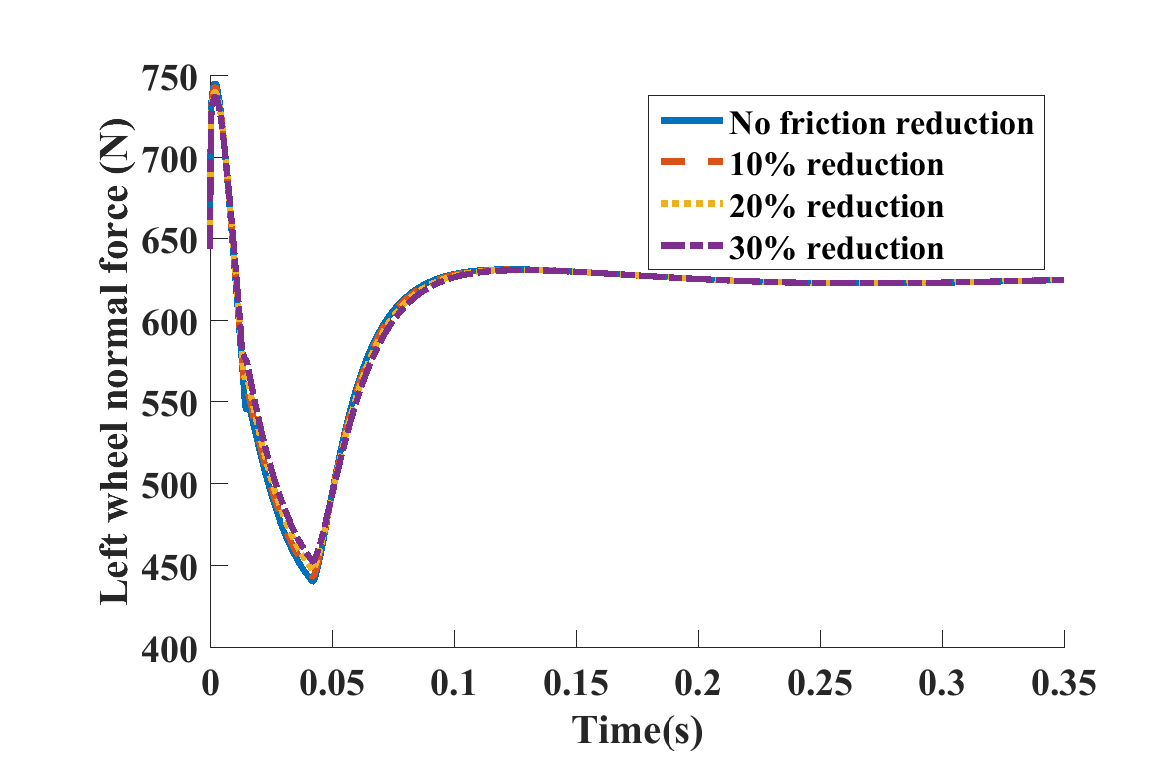 750
700
650
600
550
500
450
400
Left wheel normal force (N)
No friction reduction
10% reduction
20% reduction
30% reduction
0 0.05 0.1 0.15 0.2 0.25 0.3 0.35
Time(s)